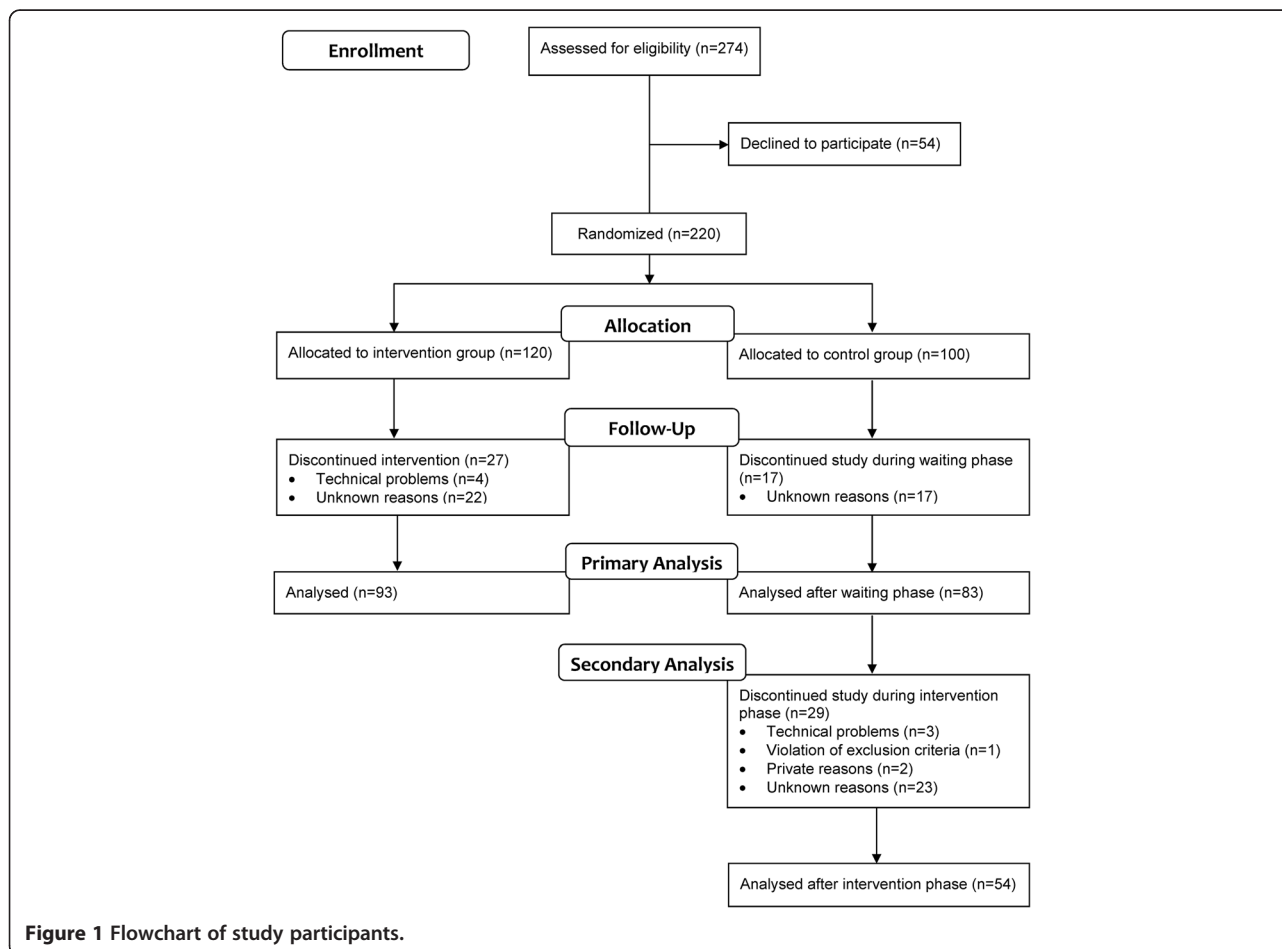 Enrollment
Assessed for eligibility (n=274)
Declined to participate (n=54)
Randomized (n=220)
Allocation
Allocated to intervention group (n=120)
Allocated to control group (n=100)
Follow-Up
Discontinued intervention (n=27)
• Technical problems (n=4)
• Unknown reasons (n=22)
Discontinued study during waiting phase
(n=17)
• Unknown reasons (n=17)
Primary Analysis
Analysed (n=93)
Analysed after waiting phase (n=83)
Secondary Analysis
Discontinued study during intervention
phase (n=29)
• Technical problems (n=3)
• Violation of exclusion criteria (n=1)
• Private reasons (n=2)
• Unknown reasons (n=23)
Analysed after intervention phase (n=54)
Figure 1 Flowchart of study participants.